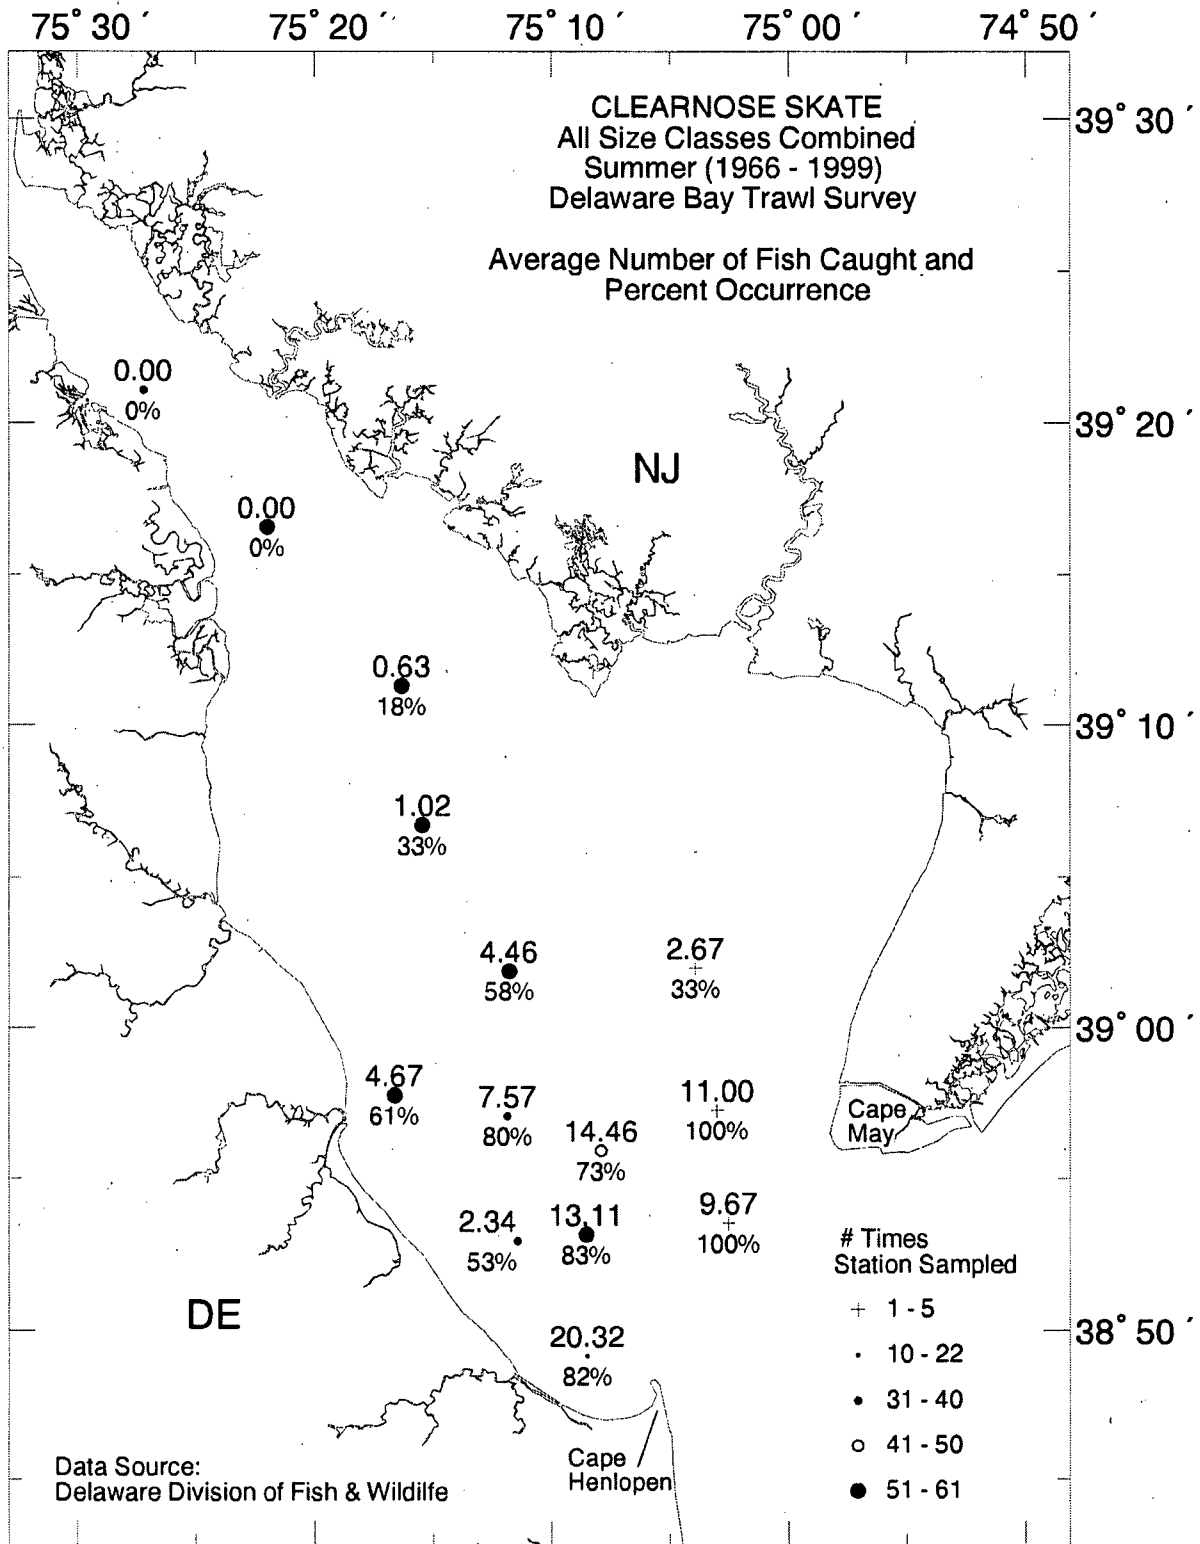 75° 30 ´ 75° 20 ´ 75° 10 ´ 75° 00 ´ 74° 50 ´
CLEARNOSE SKATE
All Size Classes Combined
Summer (1966 - 1999)
Delaware Bay Trawl Survey
Average Number of Fish Caught and
Percent Occurrence
39° 30 ´
0.00
0%
39° 20 ´
NJ
0.00
0%
0.63
18%
39° 10 ´
1.02
33%
4.46
58%
2.67
33%
39° 00 ´
4.67
61%
7.57
80%
14.46
73%
11.00
100%
Cape
May
2.34
53%
13.11
83%
9.67
100%
DE
20.32
82%
38° 50 ´
# Times
Station Sampled
1 - 5
10 - 22
31 - 40
41 - 50
51 - 61
Cape
Henlopen
Data Source:
Delaware Division of Fish & Wildilfe